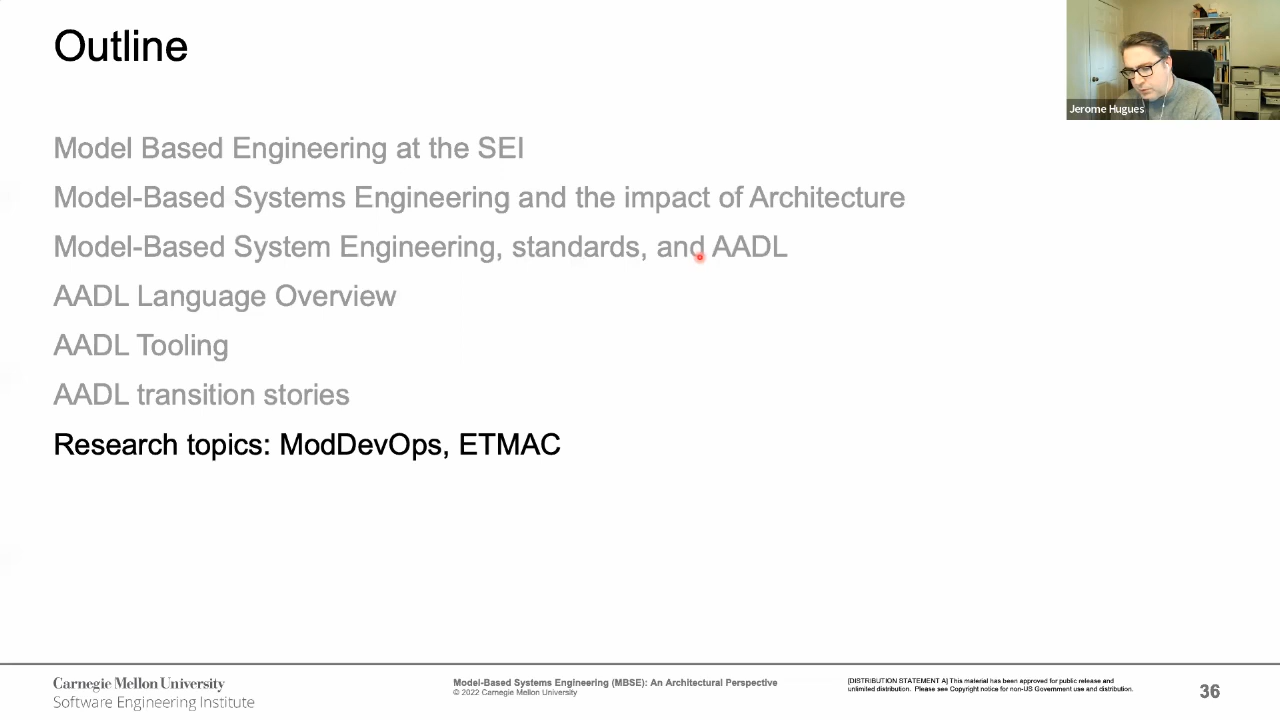 Outline
Jerome Hugues
Model Based Engineering at the SEI
Model-Based Systems Engineering and the impact of Architecture
Model-Based System Engineering, standards, and AADL
AADL Language Overview
AADL Tooling
AADL transition stories
Research topics: ModDevOps, ETMAC
Carnegie Mellon University
Software Engineering Institute
Model-Based Systems Engineering (MBSE): An Architectural Perspective
© 2022 Carnegie Mellon University
[DISTRIBUTION STATEMENT A] This material has been approved for public release and
unlimited distribution. Please see Copyright notice for non-US Government use and distribution.
36